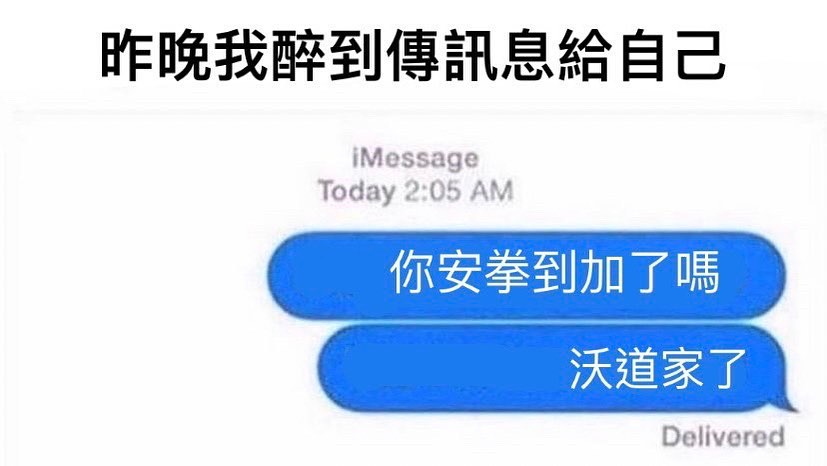 昨晚我醉到傳訊息給自己
iMessage
Today 2:05 AM
你安拳到加了嗎
沃道家了
Delivered